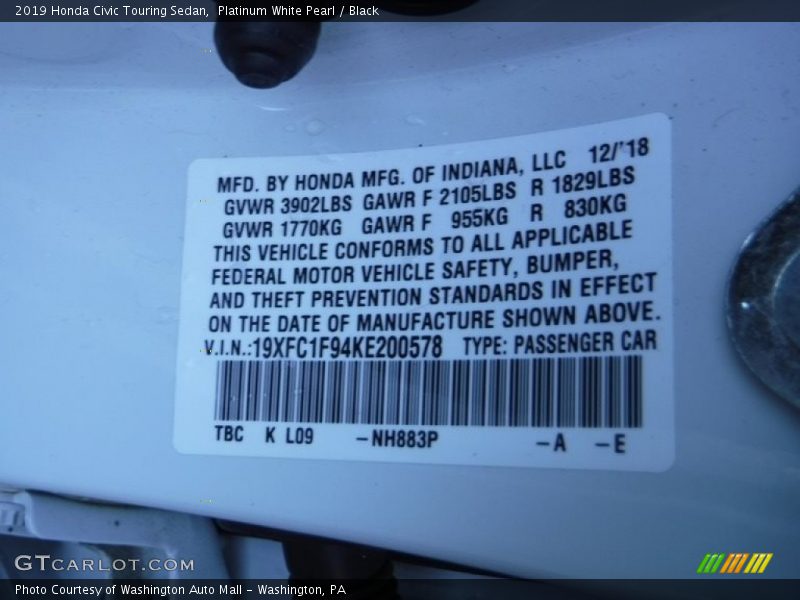 2019 Honda Civic Touring Sedan,  Platinum White Pearl / Black
MFD. BY HONDA MFG. OF INDIANA, LLC 12/'18
GVWR 3902LBS GAWR F 2105LBS R 1829LBS
GVWR 1770KG GAWR F 955KG R 830KG
THIS VEHICLE CONFORMS TO ALL APPLICABLE
FEDERAL MOTOR VEHICLE SAFETY, BUMPER,
AND THEFT PREVENTION STANDARDS IN EFFECT
ON THE DATE OF MANUFACTURE SHOWN ABOVE.
V.I.N.:19XFC1F94KE200578 TYPE: PASSENGER CAR
TBC K L09 -NH883P -A -E
GTCARLOT.COM
Photo Courtesy of Washington Auto Mall - Washington, PA